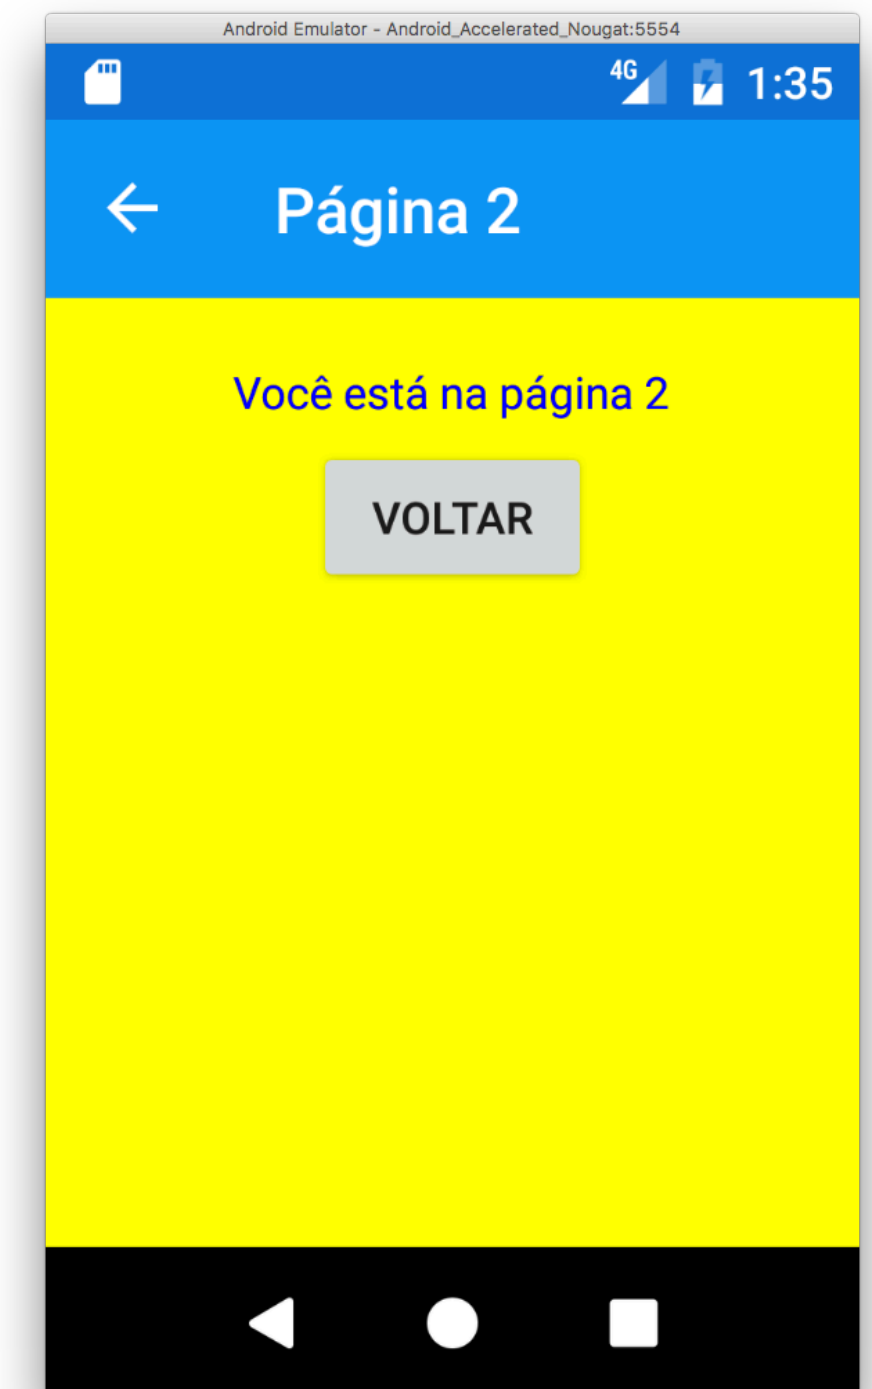 Android Emulator - Android_Accelerated_Nougat:5554
4G 1:35
Página 2
Você está na página 2
VOLTAR